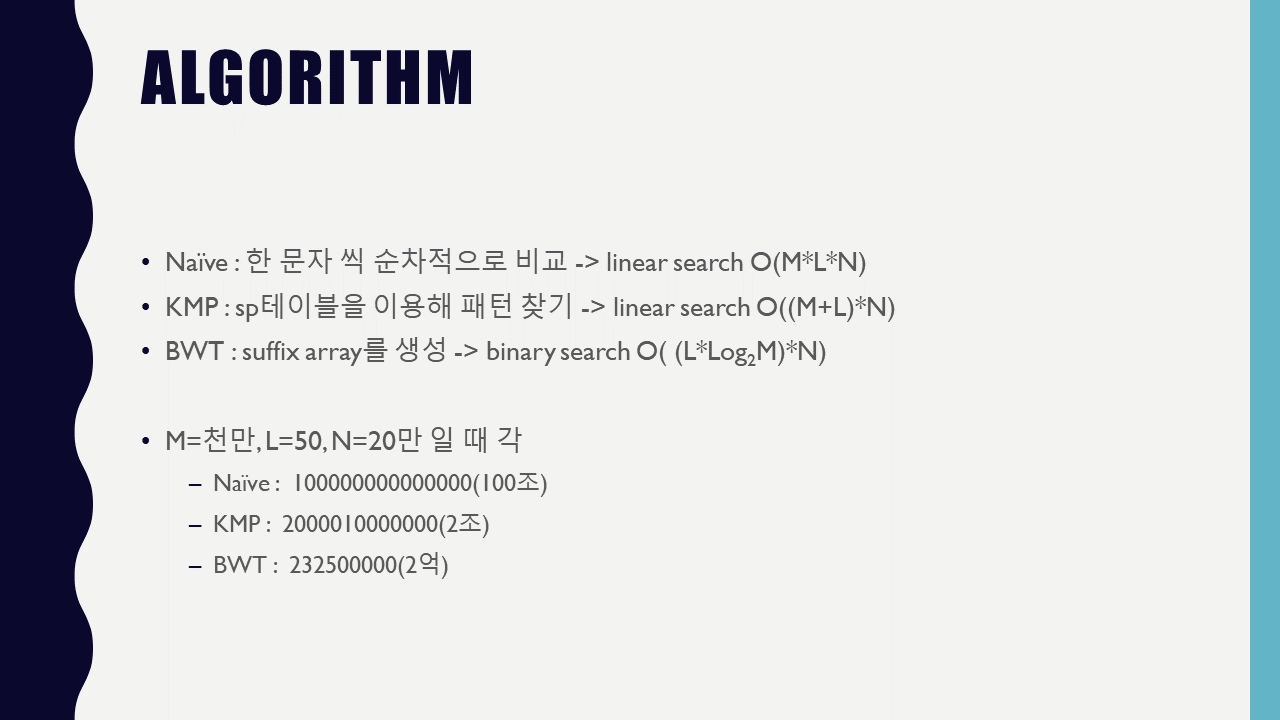 ALGORITHM
• Naïve : 한 문자 씩 순차적으로 비교 -> linear search O(M*L*N)
• KMP : sp테이블을 이용해 패턴 찾기 -> linear search O((M+L)*N)
• BWT : suffix array를 생성 -> binary search O( (L*Log₂M)*N)
• M=천만, L=50, N=20만 일 때 각
– Naïve : 100000000000000(100조)
– KMP : 2000010000000(2조)
– BWT : 232500000(2억)